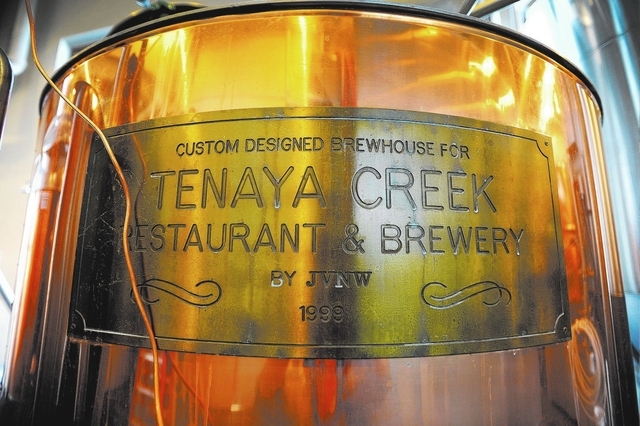 CUSTOM DESIGNED BREWHOUSE FOR
TENAYA CREEK
RESTAURANT & BREWERY
BY JVNW
1999